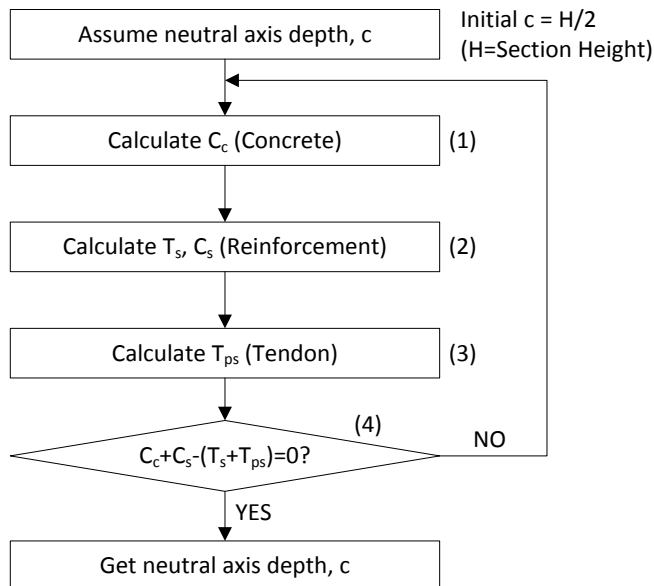 Assume neutral axis depth, c
Initial c = H/2
(H=Section Height)
Calculate Cc (Concrete)
(1)
Calculate Ts, Cs (Reinforcement)
(2)
Calculate Tps (Tendon)
(3)
(4)
Cc+Cs-(Ts+Tps)=0?
NO
YES
Get neutral axis depth, c